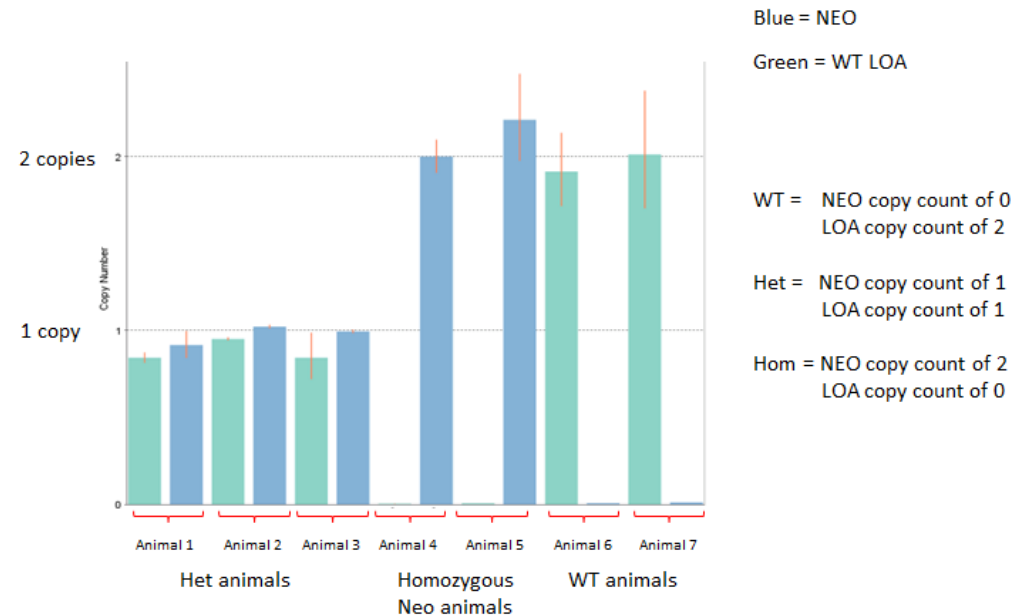 Blue = NEO
Green = WT LOA
2 copies
2
Copy Number
1 copy
1
0
WT = NEO copy count of 0
LOA copy count of 2
Het = NEO copy count of 1
LOA copy count of 1
Hom = NEO copy count of 2
LOA copy count of 0
Animal 1 Animal 2 Animal 3 Animal 4 Animal 5 Animal 6 Animal 7
Het animals
Homozygous
Neo animals
WT animals